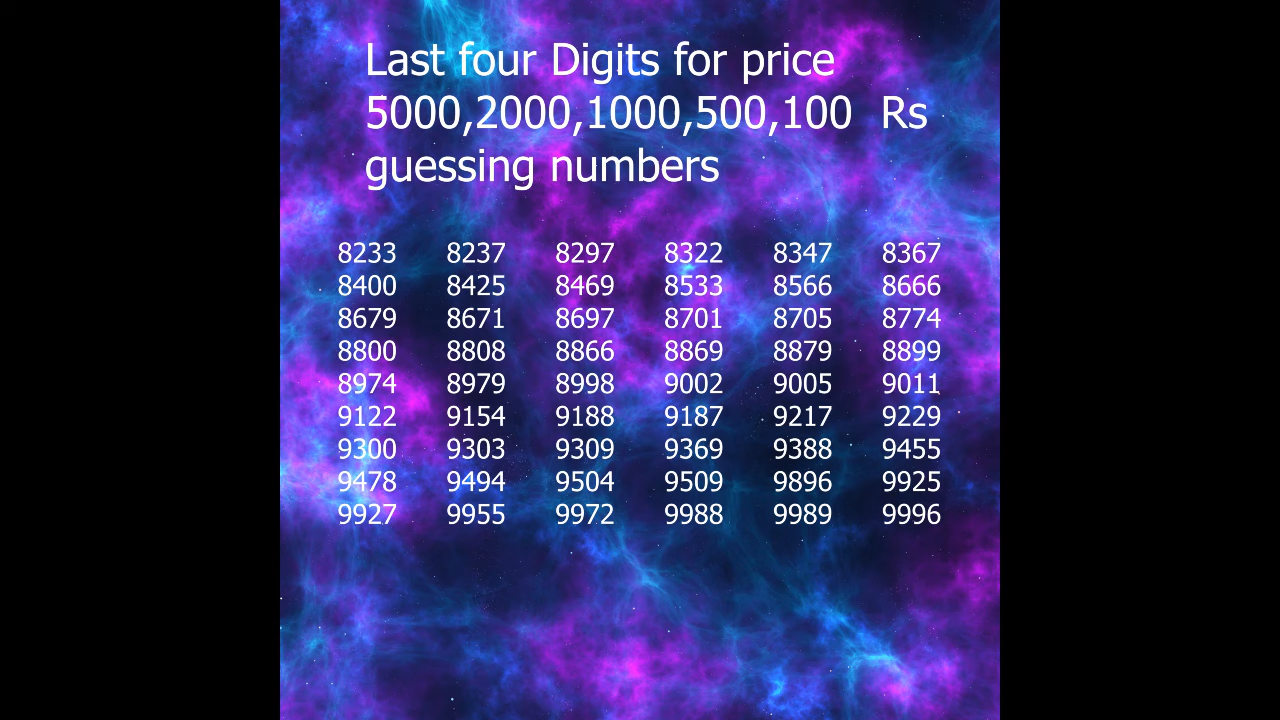 Last four Digits for price
5000,2000,1000,500,100 Rs
guessing numbers
8233 8237 8297 8322 8347 8367
8400 8425 8469 8533 8566 8666
8679 8671 8697 8701 8705 8774
8800 8808 8866 8869 8879 8899
8974 8979 8998 9002 9005 9011
9122 9154 9188 9187 9217 9229
9300 9303 9309 9369 9388 9455
9478 9494 9504 9509 9896 9925
9927 9955 9972 9988 9989 9996